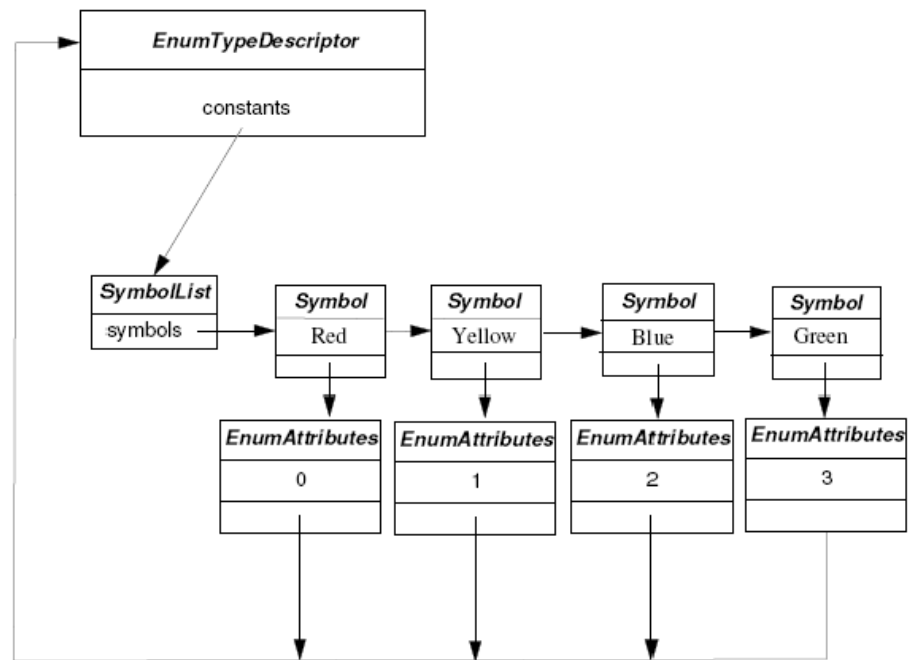 EnumTypeDescriptor
constants
SymbolList
symbols
Symbol
Red
Symbol
Yellow
Symbol
Blue
Symbol
Green
EnumAttributes
0
EnumAttributes
1
EnumAttributes
2
EnumAttributes
3